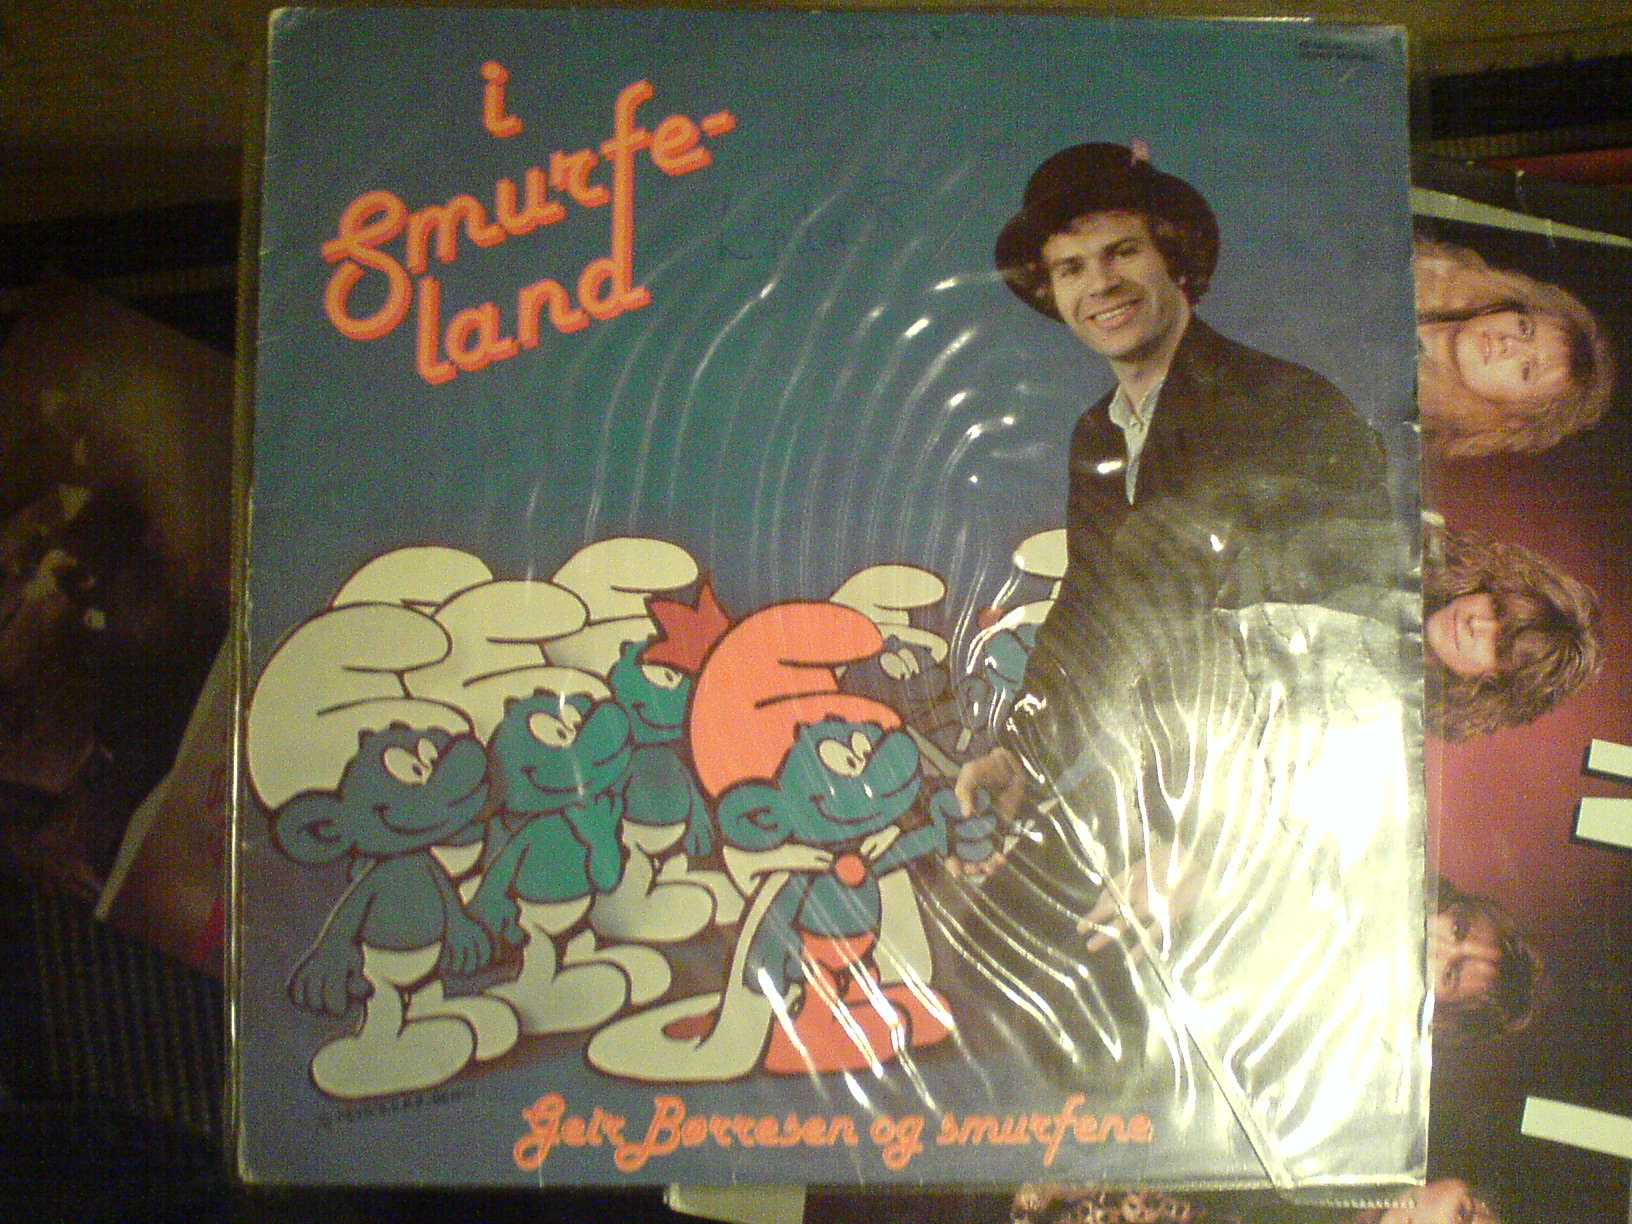 i
Smurfe-
land
Geir Børresen og smurfene